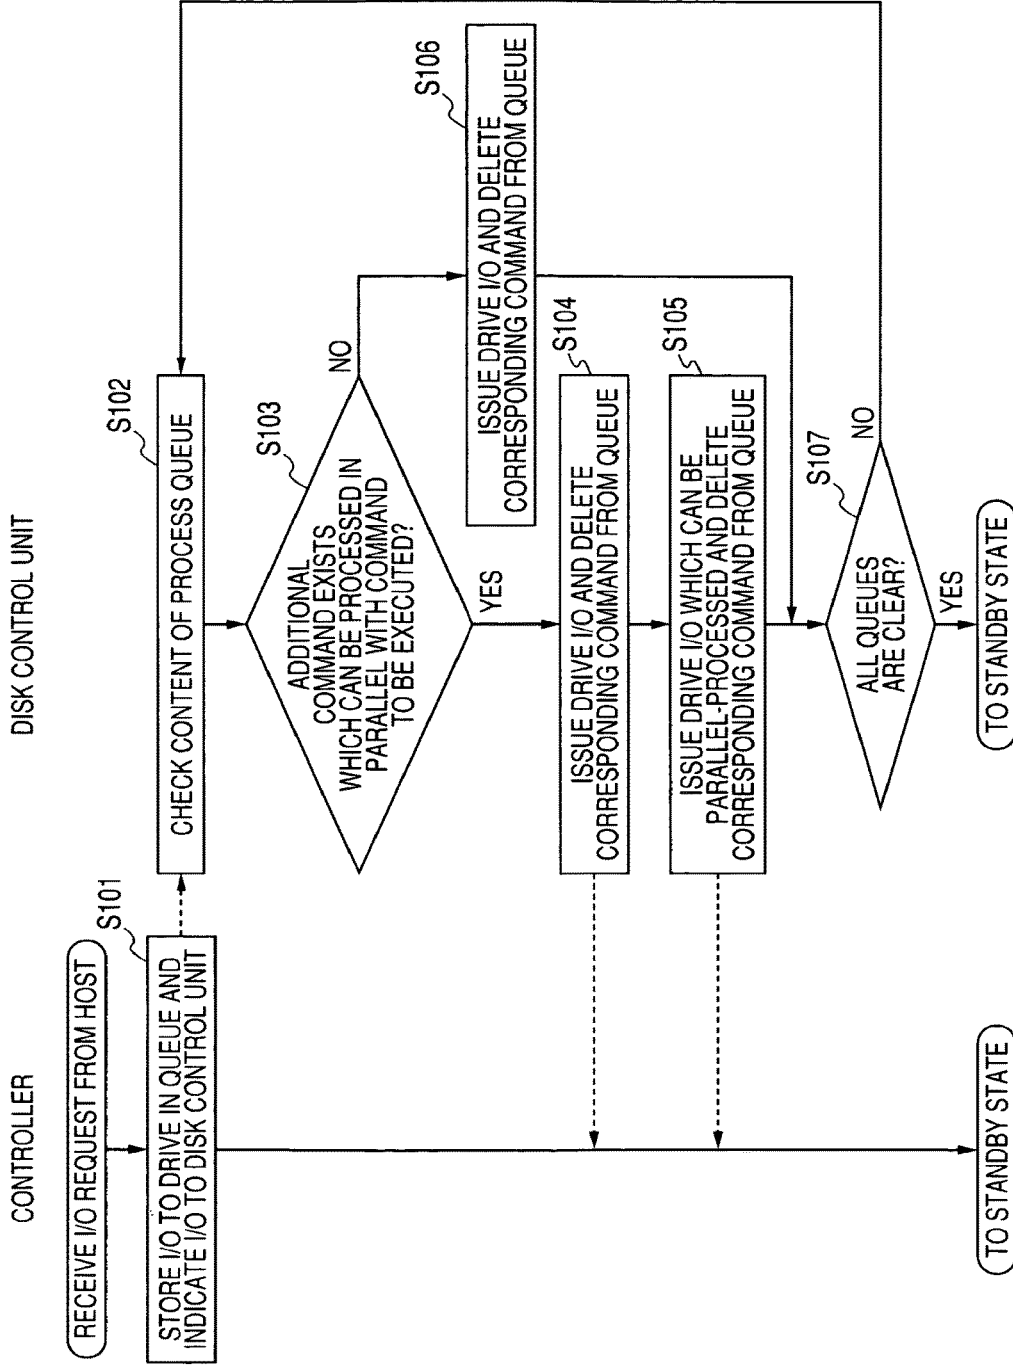 CONTROLLER
DISK CONTROL UNIT
RECEIVE I/O REQUEST FROM HOST
S101
STORE I/O TO DRIVE IN QUEUE AND
INDICATE I/O TO DISK CONTROL UNIT
S102
CHECK CONTENT OF PROCESS QUEUE
S103
ADDITIONAL
COMMAND EXISTS
WHICH CAN BE PROCESSED IN
PARALLEL WITH COMMAND
TO BE EXECUTED?
NO
YES
S106
ISSUE DRIVE I/O AND DELETE
CORRESPONDING COMMAND FROM QUEUE
S104
ISSUE DRIVE I/O AND DELETE
CORRESPONDING COMMAND FROM QUEUE
S105
ISSUE DRIVE I/O WHICH CAN BE
PARALLEL-PROCESSED AND DELETE
CORRESPONDING COMMAND FROM QUEUE
S107
ALL QUEUES
ARE CLEAR?
NO
YES
TO STANDBY STATE
TO STANDBY STATE